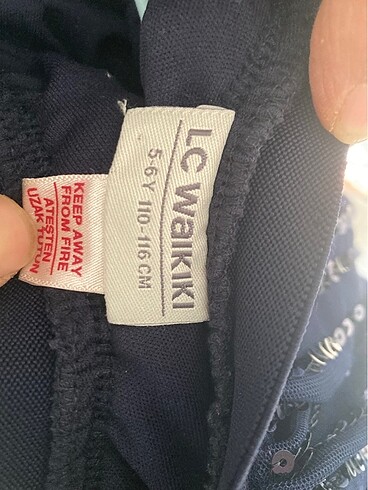 LC WAIKIKI
5-6 Y 110-116 CM
KEEP AWAY
FROM FIRE
ATEŞTEN
UZAK TUTUN